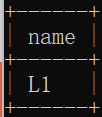 +-------+
| name  |
+-------+
| L1    |
+-------+